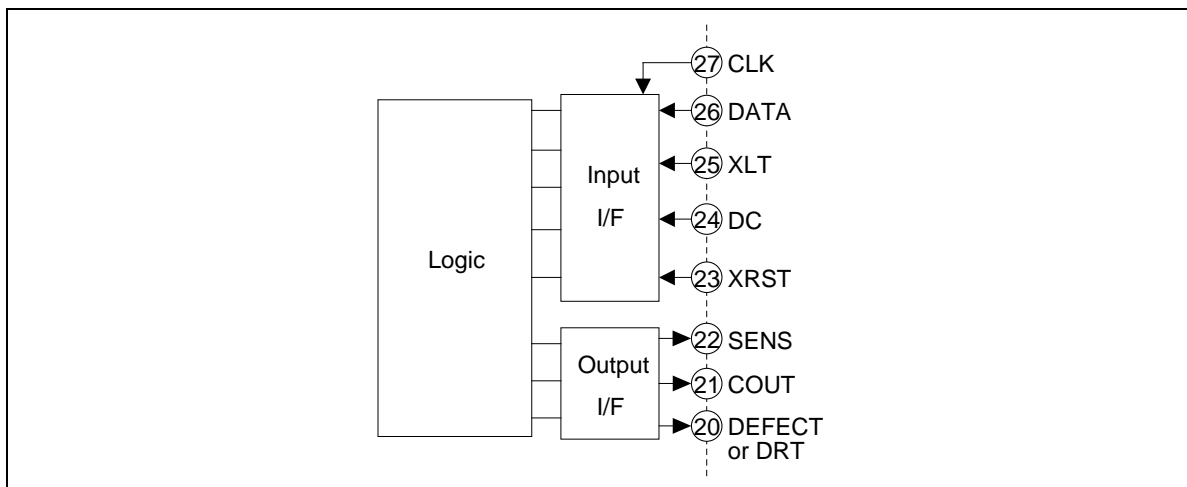 27 CLK
26 DATA
25 XLT
24 DC
23 XRST
22 SENS
21 COUT
20 DEFECT
or DRT
Logic
Input
I/F
Output
I/F